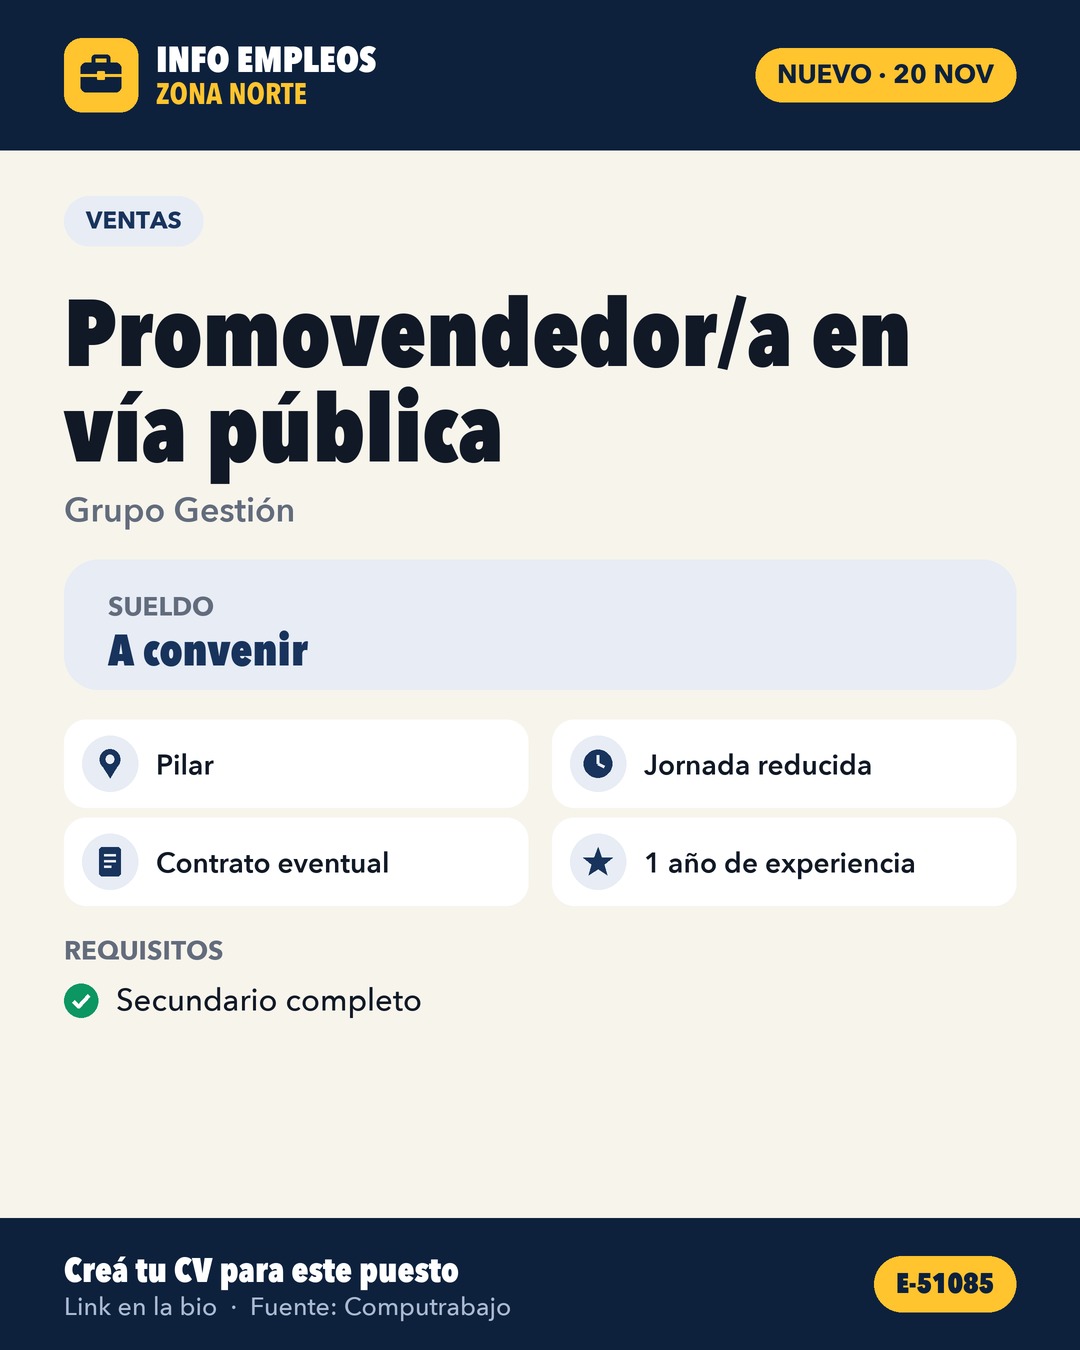 INFO EMPLEOS
ZONA NORTE
NUEVO · 20 NOV
VENTAS
Promovendedor/a en
vía pública
Grupo Gestión
SUELDO
A convenir
Pilar
Jornada reducida
Contrato eventual
1 año de experiencia
REQUISITOS
Secundario completo
Creá tu CV para este puesto
Link en la bio · Fuente: Computrabajo
E-51085